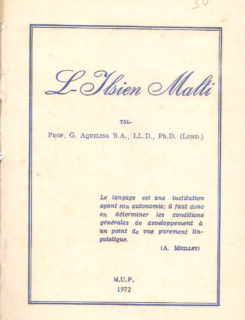 L-Ilsien Malti
TAL-
PROF. G. AQUILINA B.A., LL.D., Ph.D. (LOND.)
Le langage est une institution
ayant son autonomie; il faut donc
en déterminer les conditions
générales de developpement à
un point de vue purement lin-
guistique.
(A. MEILLET)
M.U.P.
1972